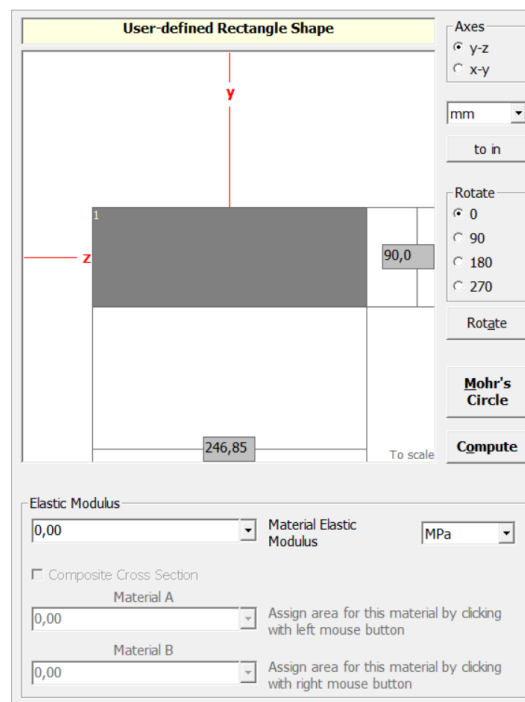 User-defined Rectangle Shape
y
1
z
90,0
246,85
To scale
Axes
y-z
x-y
mm
to in
Rotate
0
90
180
270
Rotate
Mohr's
Circle
Compute
Elastic Modulus
0,00
Material Elastic
Modulus
MPa
Composite Cross Section
Material A
0,00
Assign area for this material by clicking
with left mouse button
Material B
0,00
Assign area for this material by clicking
with right mouse button